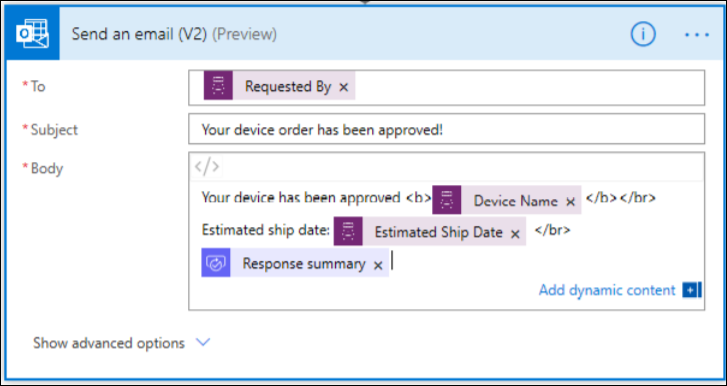 Send an email (V2) (Preview)
* To Requested By ×
* Subject Your device order has been approved!
* Body </>
Your device has been approved <b> Device Name × </b></br>
Estimated ship date: Estimated Ship Date × </br>
Response summary ×
Add dynamic content
Show advanced options